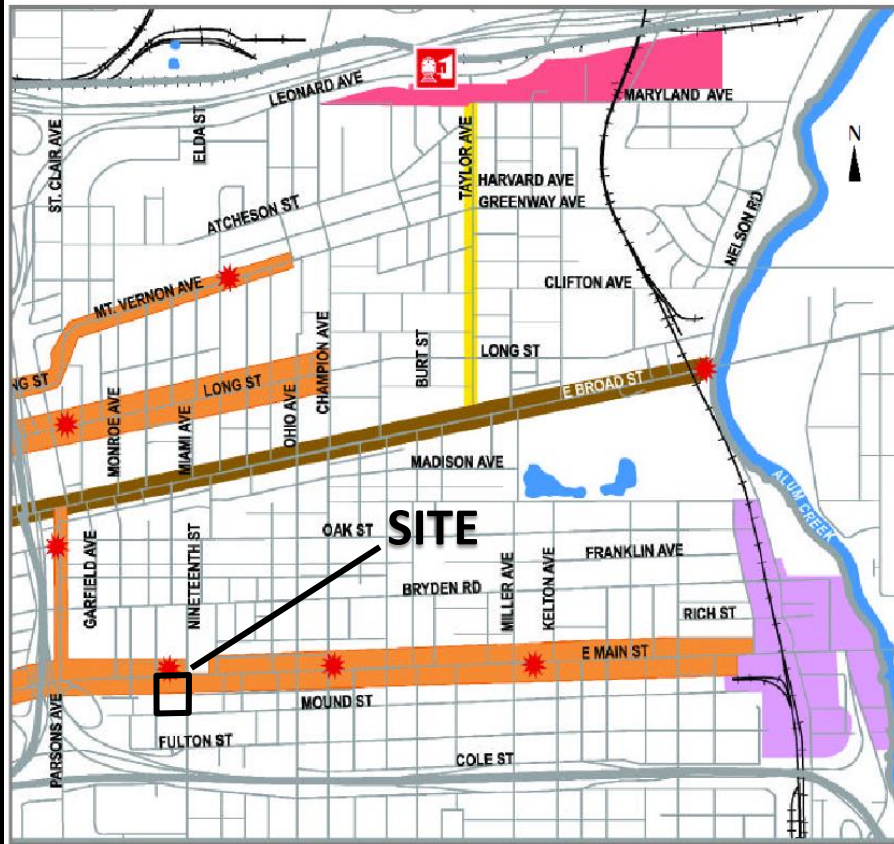 LEONARD AVE
MARYLAND AVE
ST. CLAIR AVE
ELDA ST
TAYLOR AVE
N
HARVARD AVE
GREENWAY AVE
ATCHESON ST
NELSON RD
CLIFTON AVE
MT. VERNON AVE
CHAMPION AVE
BURT ST
LONG ST
NG ST
LONG ST
E BROAD ST
MONROE AVE
MIAMI AVE
OHIO AVE
MADISON AVE
ALUM CREEK
OAK ST
SITE
FRANKLIN AVE
GARFIELD AVE
NINETEENTH ST
BRYDEN RD
MILLER AVE
KELTON AVE
RICH ST
E MAIN ST
MOUND ST
PARSONS AVE
FULTON ST
COLE ST